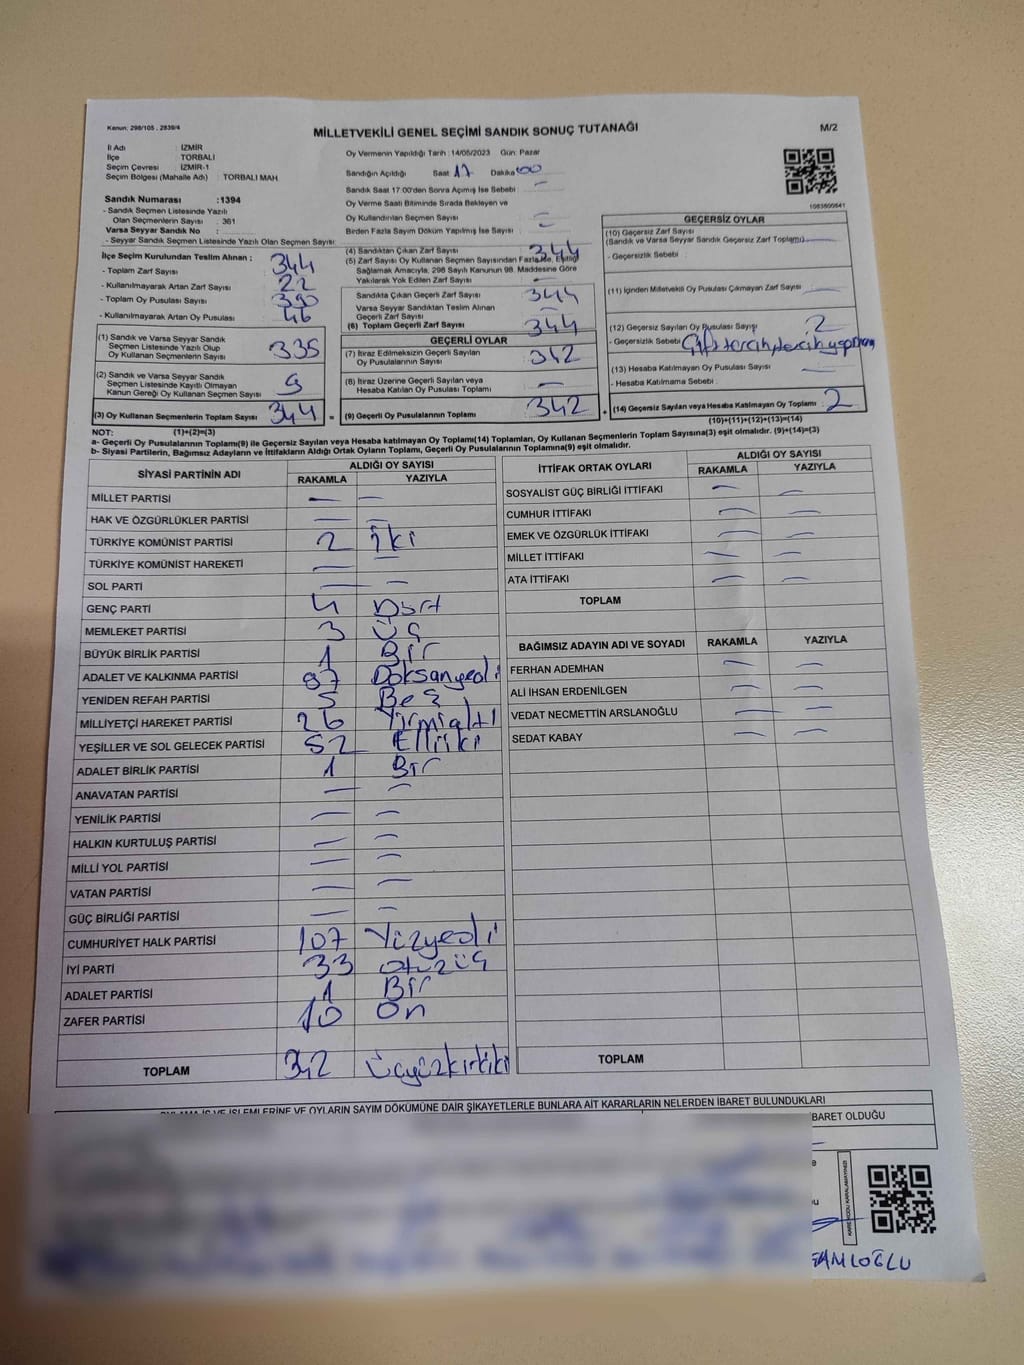 Kanun: 298/105 , 2839/4
MİLLETVEKİLİ GENEL SEÇİMİ SANDIK SONUÇ TUTANAĞI
M/2
İl Adı : İZMİR
İlçe : TORBALI
Seçim Çevresi : İZMİR-1
Seçim Bölgesi (Mahalle Adı) : TORBALI MAH.
Sandık Numarası :1394
- Sandık Seçmen Listesinde Yazılı
Olan Seçmenlerin Sayısı : 361
Varsa Seyyar Sandık No :
- Seyyar Sandık Seçmen Listesinde Yazılı Olan Seçmen Sayısı:
İlçe Seçim Kurulundan Teslim Alınan : 344
- Toplam Zarf Sayısı :
- Kullanılmayarak Artan Zarf Sayısı : 22
- Toplam Oy Pusulası Sayısı : 390
- Kullanılmayarak Artan Oy Pusulası : 46
(1) Sandık ve Varsa Seyyar Sandık
Seçmen Listesinde Yazılı Olup
Oy Kullanan Seçmenlerin Sayısı : 335
(2) Sandık ve Varsa Seyyar Sandık
Seçmen Listesinde Kayıtlı Olmayan
Kanun Gereği Oy Kullanan Seçmen Sayısı : 9
(3) Oy Kullanan Seçmenlerin Toplam Sayısı : 344 =
(1)+(2)=(3)
Oy Vermenin Yapıldığı Tarih :14/05/2023 Gün: Pazar
Sandığın Açıldığı Saat 17 Dakika 00
Sandık Saat 17:00'den Sonra Açımış İse Sebebi :
Oy Verme Saati Bitiminde Sırada Bekleyen ve
Oy Kullandırılan Seçmen Sayısı :
Birden Fazla Sayım Döküm Yapılmış İse Sayısı :
(4) Sandıktan Çıkan Zarf Sayısı : 344
(5) Zarf Sayısı Oy Kullanan Seçmen Sayısından Fazla ise, Eşitliği
Sağlamak Amacıyla, 298 Sayılı Kanunun 98. Maddesine Göre
Yakılarak Yok Edilen Zarf Sayısı :
Sandıkta Çıkan Geçerli Zarf Sayısı : 344
Varsa Seyyar Sandıktan Teslim Alınan
Geçerli Zarf Sayısı :
(6) Toplam Geçerli Zarf Sayısı : 344
GEÇERLİ OYLAR
(7) İtiraz Edilmeksizin Geçerli Sayılan
Oy Pusulalarının Sayısı : 342
(8) İtiraz Üzerine Geçerli Sayılan veya
Hesaba Katılan Oy Pusulası Toplamı :
(9) Geçerli Oy Pusulalarının Toplamı : 342 +
1083600841
GEÇERSİZ OYLAR
(10) Geçersiz Zarf Sayısı
(Sandık ve Varsa Seyyar Sandık Geçersiz Zarf Toplamı) :
- Geçersizlik Sebebi :
(11) İçinden Milletvekili Oy Pusulası Çıkmayan Zarf Sayısı :
(12) Geçersiz Sayılan Oy Pusulası Sayısı : 2
- Geçersizlik Sebebi :
(13) Hesaba Katılmayan Oy Pusulası Sayısı :
- Hesaba Katılmama Sebebi :
(14) Geçersiz Sayılan veya Hesaba Katılmayan Oy Toplamı : 2
(10)+(11)+(12)+(13)=(14)
NOT:
a- Geçerli Oy Pusulalarının Toplamı(9) ile Geçersiz Sayılan veya Hesaba katılmayan Oy Toplamı(14) Toplamları, Oy Kullanan Seçmenlerin Toplam Sayısına(3) eşit olmalıdır. (9)+(14)=(3)
b- Siyasi Partilerin, Bağımsız Adayların ve İttifakların Aldığı Ortak Oyların Toplamı, Geçerli Oy Pusulalarının Toplamına(9) eşit olmalıdır.
SİYASİ PARTİNİN ADI ALDIĞI OY SAYISI
RAKAMLA YAZIYLA
MİLLET PARTİSİ — —
HAK VE ÖZGÜRLÜKLER PARTİSİ — —
TÜRKİYE KOMÜNİST PARTİSİ 2 İki
TÜRKİYE KOMÜNİST HAREKETİ — —
SOL PARTİ — —
GENÇ PARTİ 4 Dört
MEMLEKET PARTİSİ 3 Üç
BÜYÜK BİRLİK PARTİSİ 1 Bir
ADALET VE KALKINMA PARTİSİ 97 Doksanyedi
YENİDEN REFAH PARTİSİ 5 Beş
MİLLİYETÇİ HAREKET PARTİSİ 26 Yirmialtı
YEŞİLLER VE SOL GELECEK PARTİSİ 52 Elliiki
ADALET BİRLİK PARTİSİ 1 Bir
ANAVATAN PARTİSİ — —
YENİLİK PARTİSİ — —
HALKIN KURTULUŞ PARTİSİ — —
MİLLİ YOL PARTİSİ — —
VATAN PARTİSİ — —
GÜÇ BİRLİĞİ PARTİSİ — —
CUMHURİYET HALK PARTİSİ 107 Yüzyedi
İYİ PARTİ 33 otuzüç
ADALET PARTİSİ 1 Bir
ZAFER PARTİSİ 10 On
TOPLAM 342 Üçyüzkırkiki
İTTİFAK ORTAK OYLARI ALDIĞI OY SAYISI
RAKAMLA YAZIYLA
SOSYALİST GÜÇ BİRLİĞİ İTTİFAKI — —
CUMHUR İTTİFAKI — —
EMEK VE ÖZGÜRLÜK İTTİFAKI — —
MİLLET İTTİFAKI — —
ATA İTTİFAKI — —
TOPLAM
BAĞIMSIZ ADAYIN ADI VE SOYADI RAKAMLA YAZIYLA
FERHAN ADEMHAN — —
ALİ İHSAN ERDENİLGEN — —
VEDAT NECMETTİN ARSLANOĞLU — —
SEDAT KABAY — —
TOPLAM
İŞLEMLERİNE VE OYLARIN SAYIM DÖKÜMÜNE DAİR ŞİKAYETLERLE BUNLARA AİT KARARLARIN NELERDEN İBARET BULUNDUKLARI
BARET OLDUĞU
KARE KODU KARALAMAYINIZ!